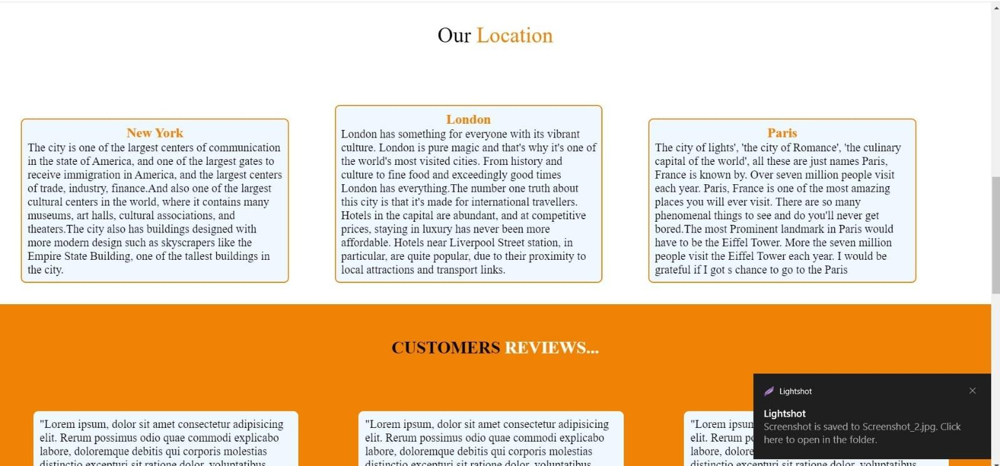 Our Location
New York
The city is one of the largest centers of communication
in the state of America, and one of the largest gates to
receive immigration in America, and the largest centers
of trade, industry, finance.And also one of the largest
cultural centers in the world, where it contains many
museums, art halls, cultural associations, and
theaters.The city also has buildings designed with
more modern design such as skyscrapers like the
Empire State Building, one of the tallest buildings in
the city.
London
London has something for everyone with its vibrant
culture. London is pure magic and that's why it's one of
the world's most visited cities. From history and
culture to fine food and exceedingly good times
London has everything.The number one truth about
this city is that it's made for international travellers.
Hotels in the capital are abundant, and at competitive
prices, staying in luxury has never been more
affordable. Hotels near Liverpool Street station, in
particular, are quite popular, due to their proximity to
local attractions and transport links.
Paris
The city of lights', 'the city of Romance', 'the culinary
capital of the world', all these are just names Paris,
France is known by. Over seven million people visit
each year. Paris, France is one of the most amazing
places you will ever visit. There are so many
phenomenal things to see and do you'll never get
bored.The most Prominent landmark in Paris would
have to be the Eiffel Tower. More the seven million
people visit the Eiffel Tower each year. I would be
grateful if I got s chance to go to the Paris
CUSTOMERS REVIEWS...
"Lorem ipsum, dolor sit amet consectetur adipisicing
elit. Rerum possimus odio quae commodi explicabo
labore, doloremque debitis qui corporis molestias
distinctio excepturi sit ratione dolor, voluptatibus
"Lorem ipsum, dolor sit amet consectetur adipisicing
elit. Rerum possimus odio quae commodi explicabo
labore, doloremque debitis qui corporis molestias
distinctio excepturi sit ratione dolor, voluptatibus
"Lorem ipsum
elit. Rerum
labore, dolore
distinctio excepturi sit ratione dolor, voluptatibus
Lightshot
Lightshot
Screenshot is saved to Screenshot_2.jpg. Click
here to open in the folder.